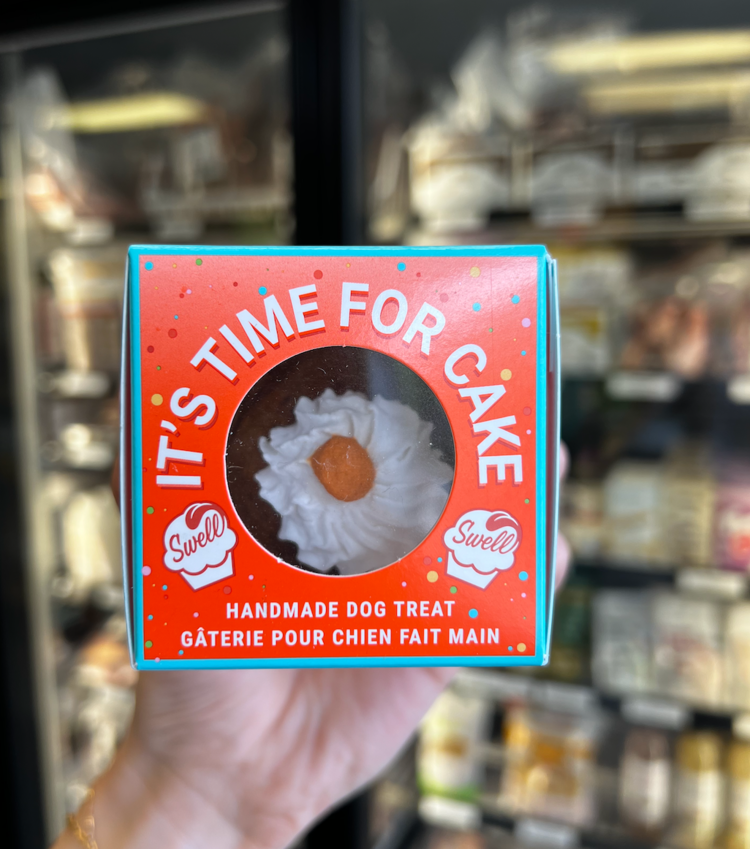 IT'S TIME FOR CAKE
Swell
Swell
HANDMADE DOG TREAT
GÂTERIE POUR CHIEN FAIT MAIN